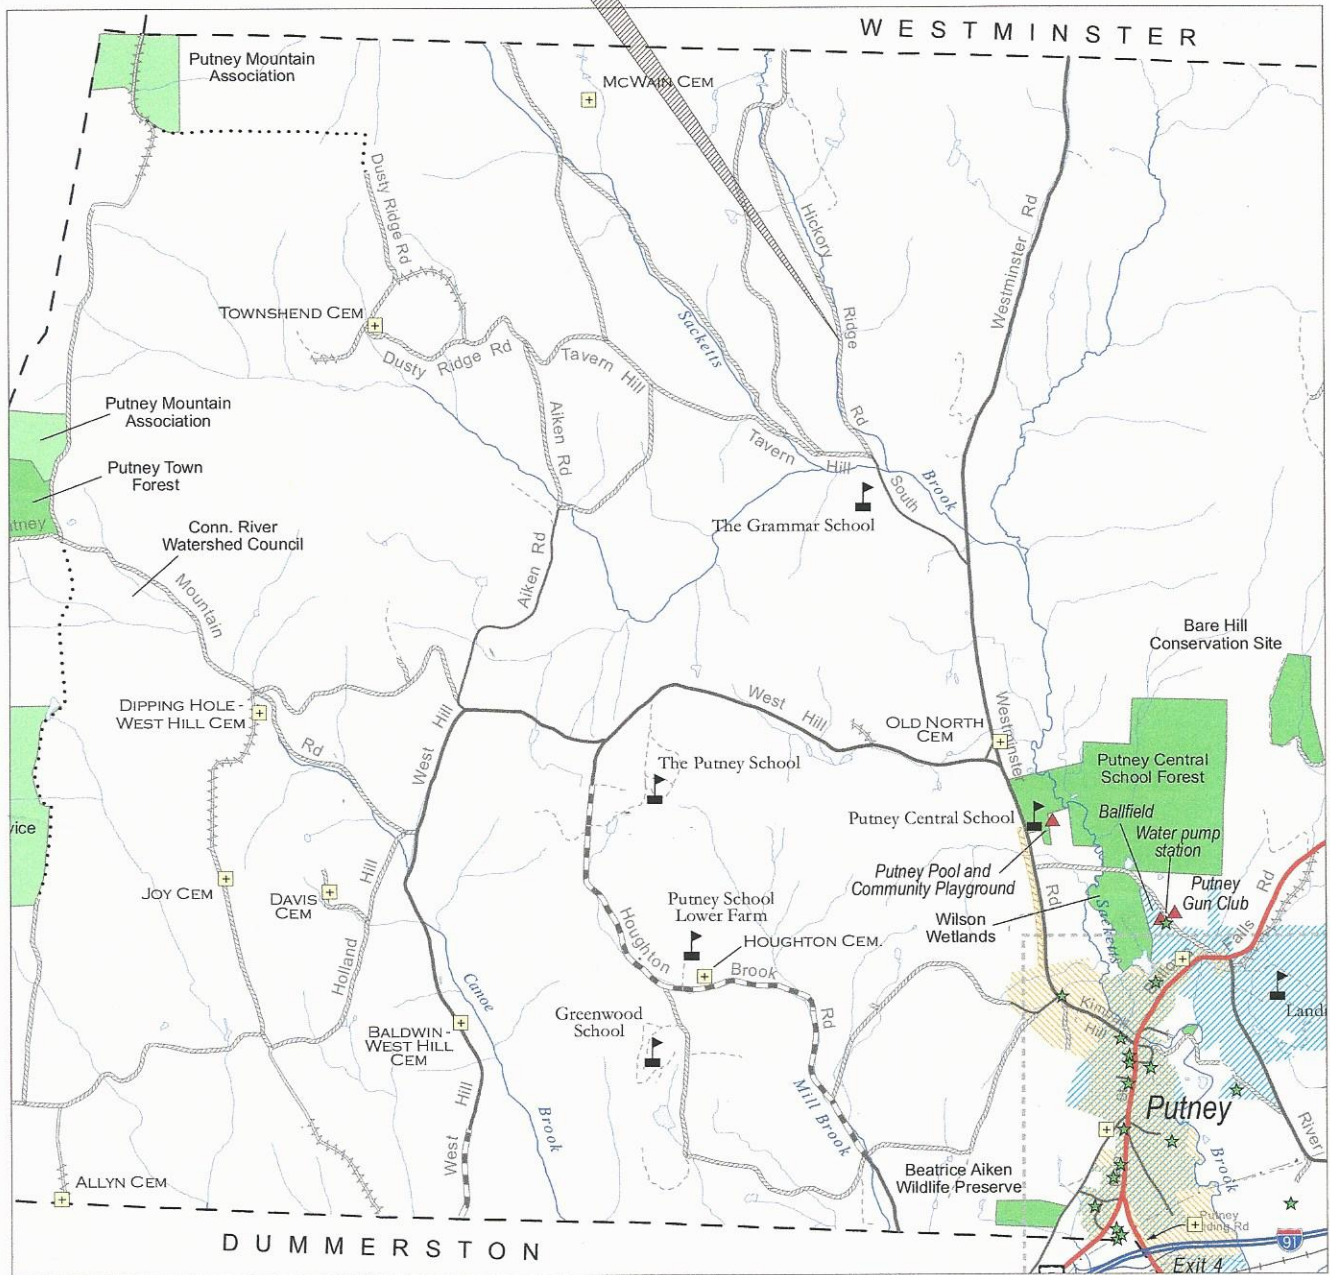 WESTMINSTER
Putney Mountain
Association
McWain Cem
Dusty Ridge Rd
Hickory
Ridge
Rd
Westminster Rd
Townshend Cem
Sacketts
Dusty Ridge Rd
Tavern Hill
Aiken Rd
Putney Mountain
Association
Putney Town
Forest
Tavern Hill
Brook
South
Conn. River
Watershed Council
The Grammar School
Mountain
Aiken Rd
Bare Hill
Conservation Site
Dipping Hole -
West Hill Cem
Rd
West Hill
West Hill
Old North
Cem
Westminster
Rd
The Putney School
Putney Central
School Forest
Putney Central School
Ballfield
Water pump
station
Putney Pool and
Community Playground
Putney
Gun Club
Joy Cem
Davis
Cem
Hill
Holland
Putney School
Lower Farm
Wilson
Wetlands
Sacketts
Falls
Rd
Houghton Cem.
Houghton
Brook
Rd
Canoe
Brook
Greenwood
School
Hill
Baldwin -
West Hill
Cem
West Hill
Mill Brook
Putney
River
Brook
Beatrice Aiken
Wildlife Preserve
Allyn Cem
Putney
Rd
91
DUMMERSTON
Exit 4